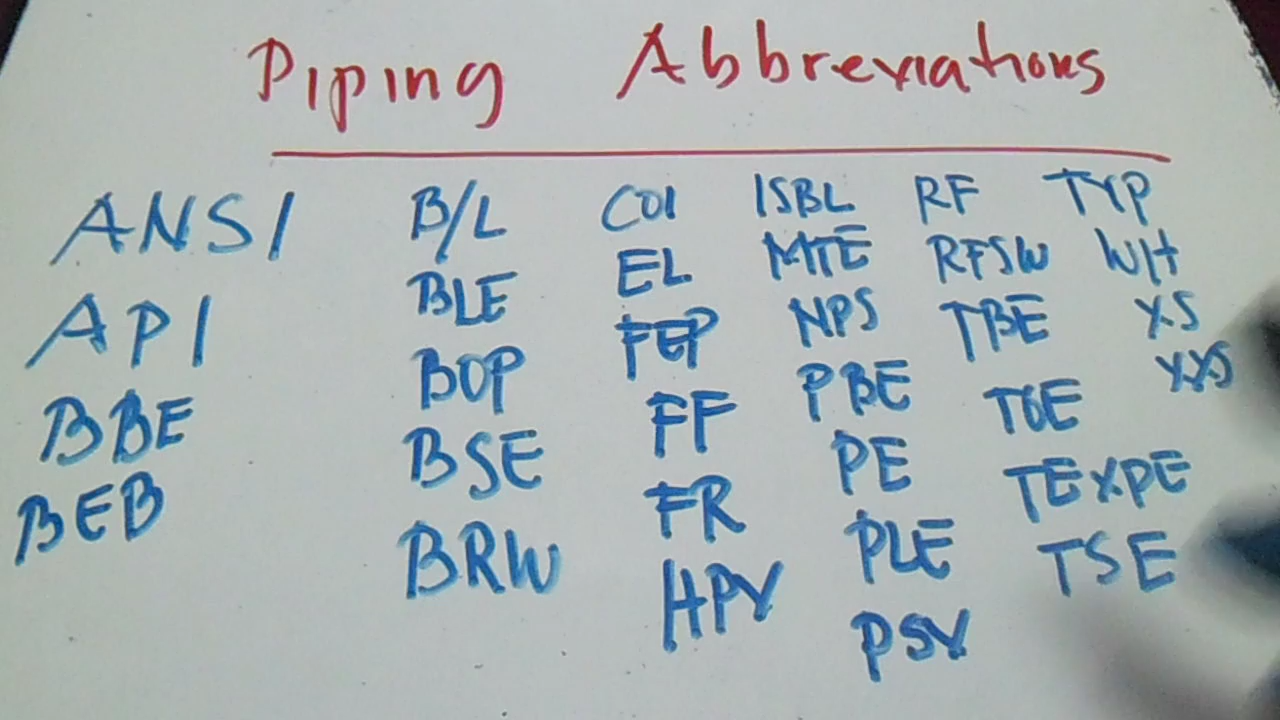 Piping Abbreviations
ANSI
API
BBE
BEB
B/L
BLE
BOP
BSE
BRW
COI
EL
FEP
FF
FR
HPV
ISBL
MTE
NPS
PBE
PE
PLE
PSV
RF
RFSW
TBE
TOE
TEXPE
TSE
TYP
WH
XS
XXS